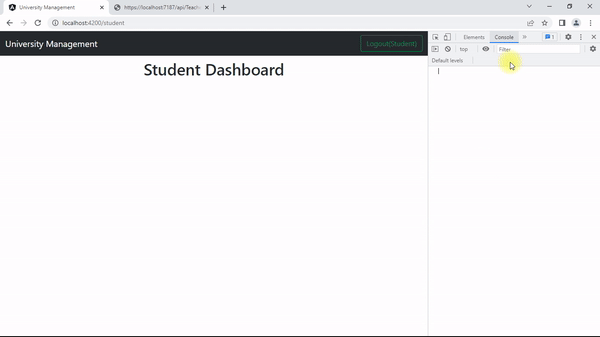 University Management
https://localhost:7187/api/Teach
localhost:4200/student
University Management
Logout(Student)
Student Dashboard
Elements
Console
»
1
top
Filter
Default levels